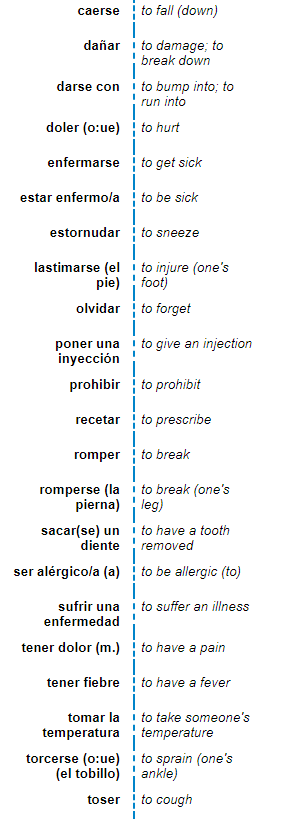 caerse to fall (down)
dañar to damage; to
break down
darse con to bump into; to
run into
doler (o:ue) to hurt
enfermarse to get sick
estar enfermo/a to be sick
estornudar to sneeze
lastimarse (el to injure (one's
pie) foot)
olvidar to forget
poner una to give an injection
inyección
prohibir to prohibit
recetar to prescribe
romper to break
romperse (la to break (one's
pierna) leg)
sacar(se) un to have a tooth
diente removed
ser alérgico/a (a) to be allergic (to)
sufrir una to suffer an illness
enfermedad
tener dolor (m.) to have a pain
tener fiebre to have a fever
tomar la to take someone's
temperatura temperature
torcerse (o:ue) to sprain (one's
(el tobillo) ankle)
toser to cough